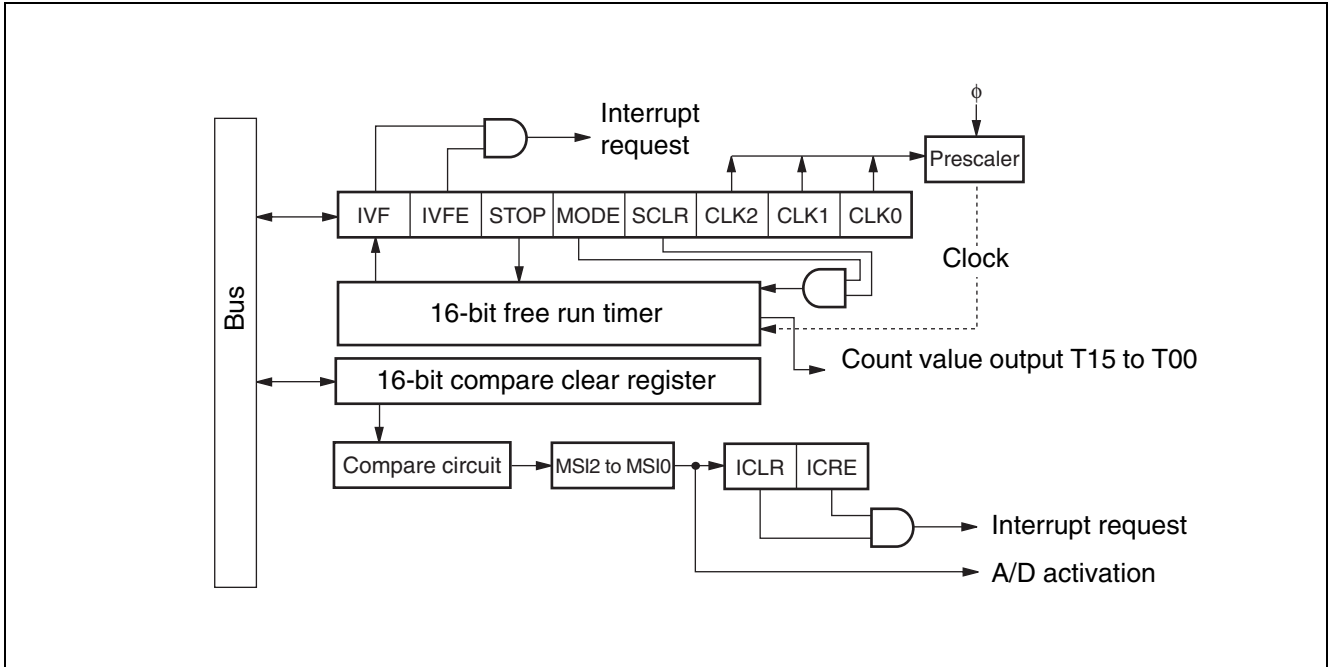 ϕ
Interrupt
request
Prescaler
IVF IVFE STOP MODE SCLR CLK2 CLK1 CLK0
Clock
Bus
16-bit free run timer
Count value output T15 to T00
16-bit compare clear register
Compare circuit MSI2 to MSI0 ICLR ICRE
Interrupt request
A/D activation